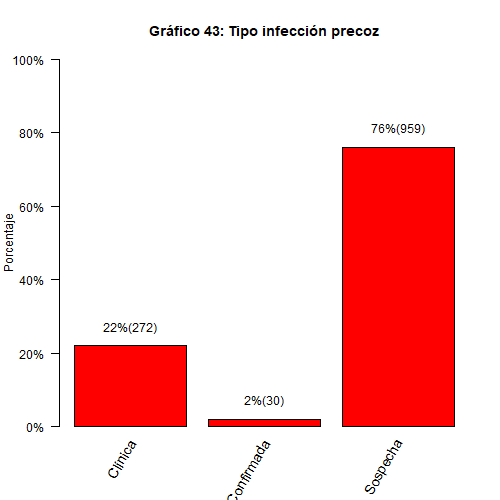 Gráfico 43: Tipo infección precoz
Porcentaje
100%
80%
60%
40%
20%
0%
22%(272)
2%(30)
76%(959)
Clinica
Confirmada
Sospecha